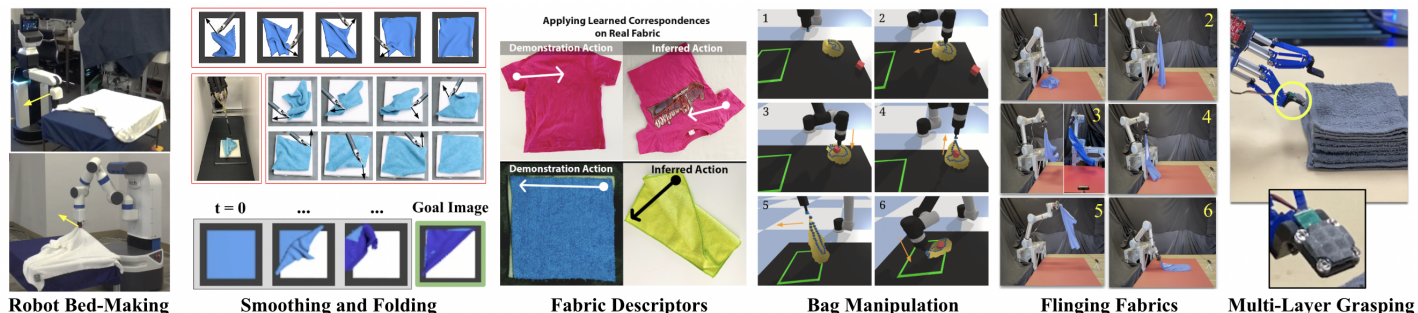 t = 0
...
...
Goal Image
Applying Learned Correspondences
on Real Fabric
Demonstration Action
Inferred Action
Demonstration Action
Inferred Action
1
2
3
4
5
6
1
2
3
4
5
6
Robot Bed-Making
Smoothing and Folding
Fabric Descriptors
Bag Manipulation
Flinging Fabrics
Multi-Layer Grasping